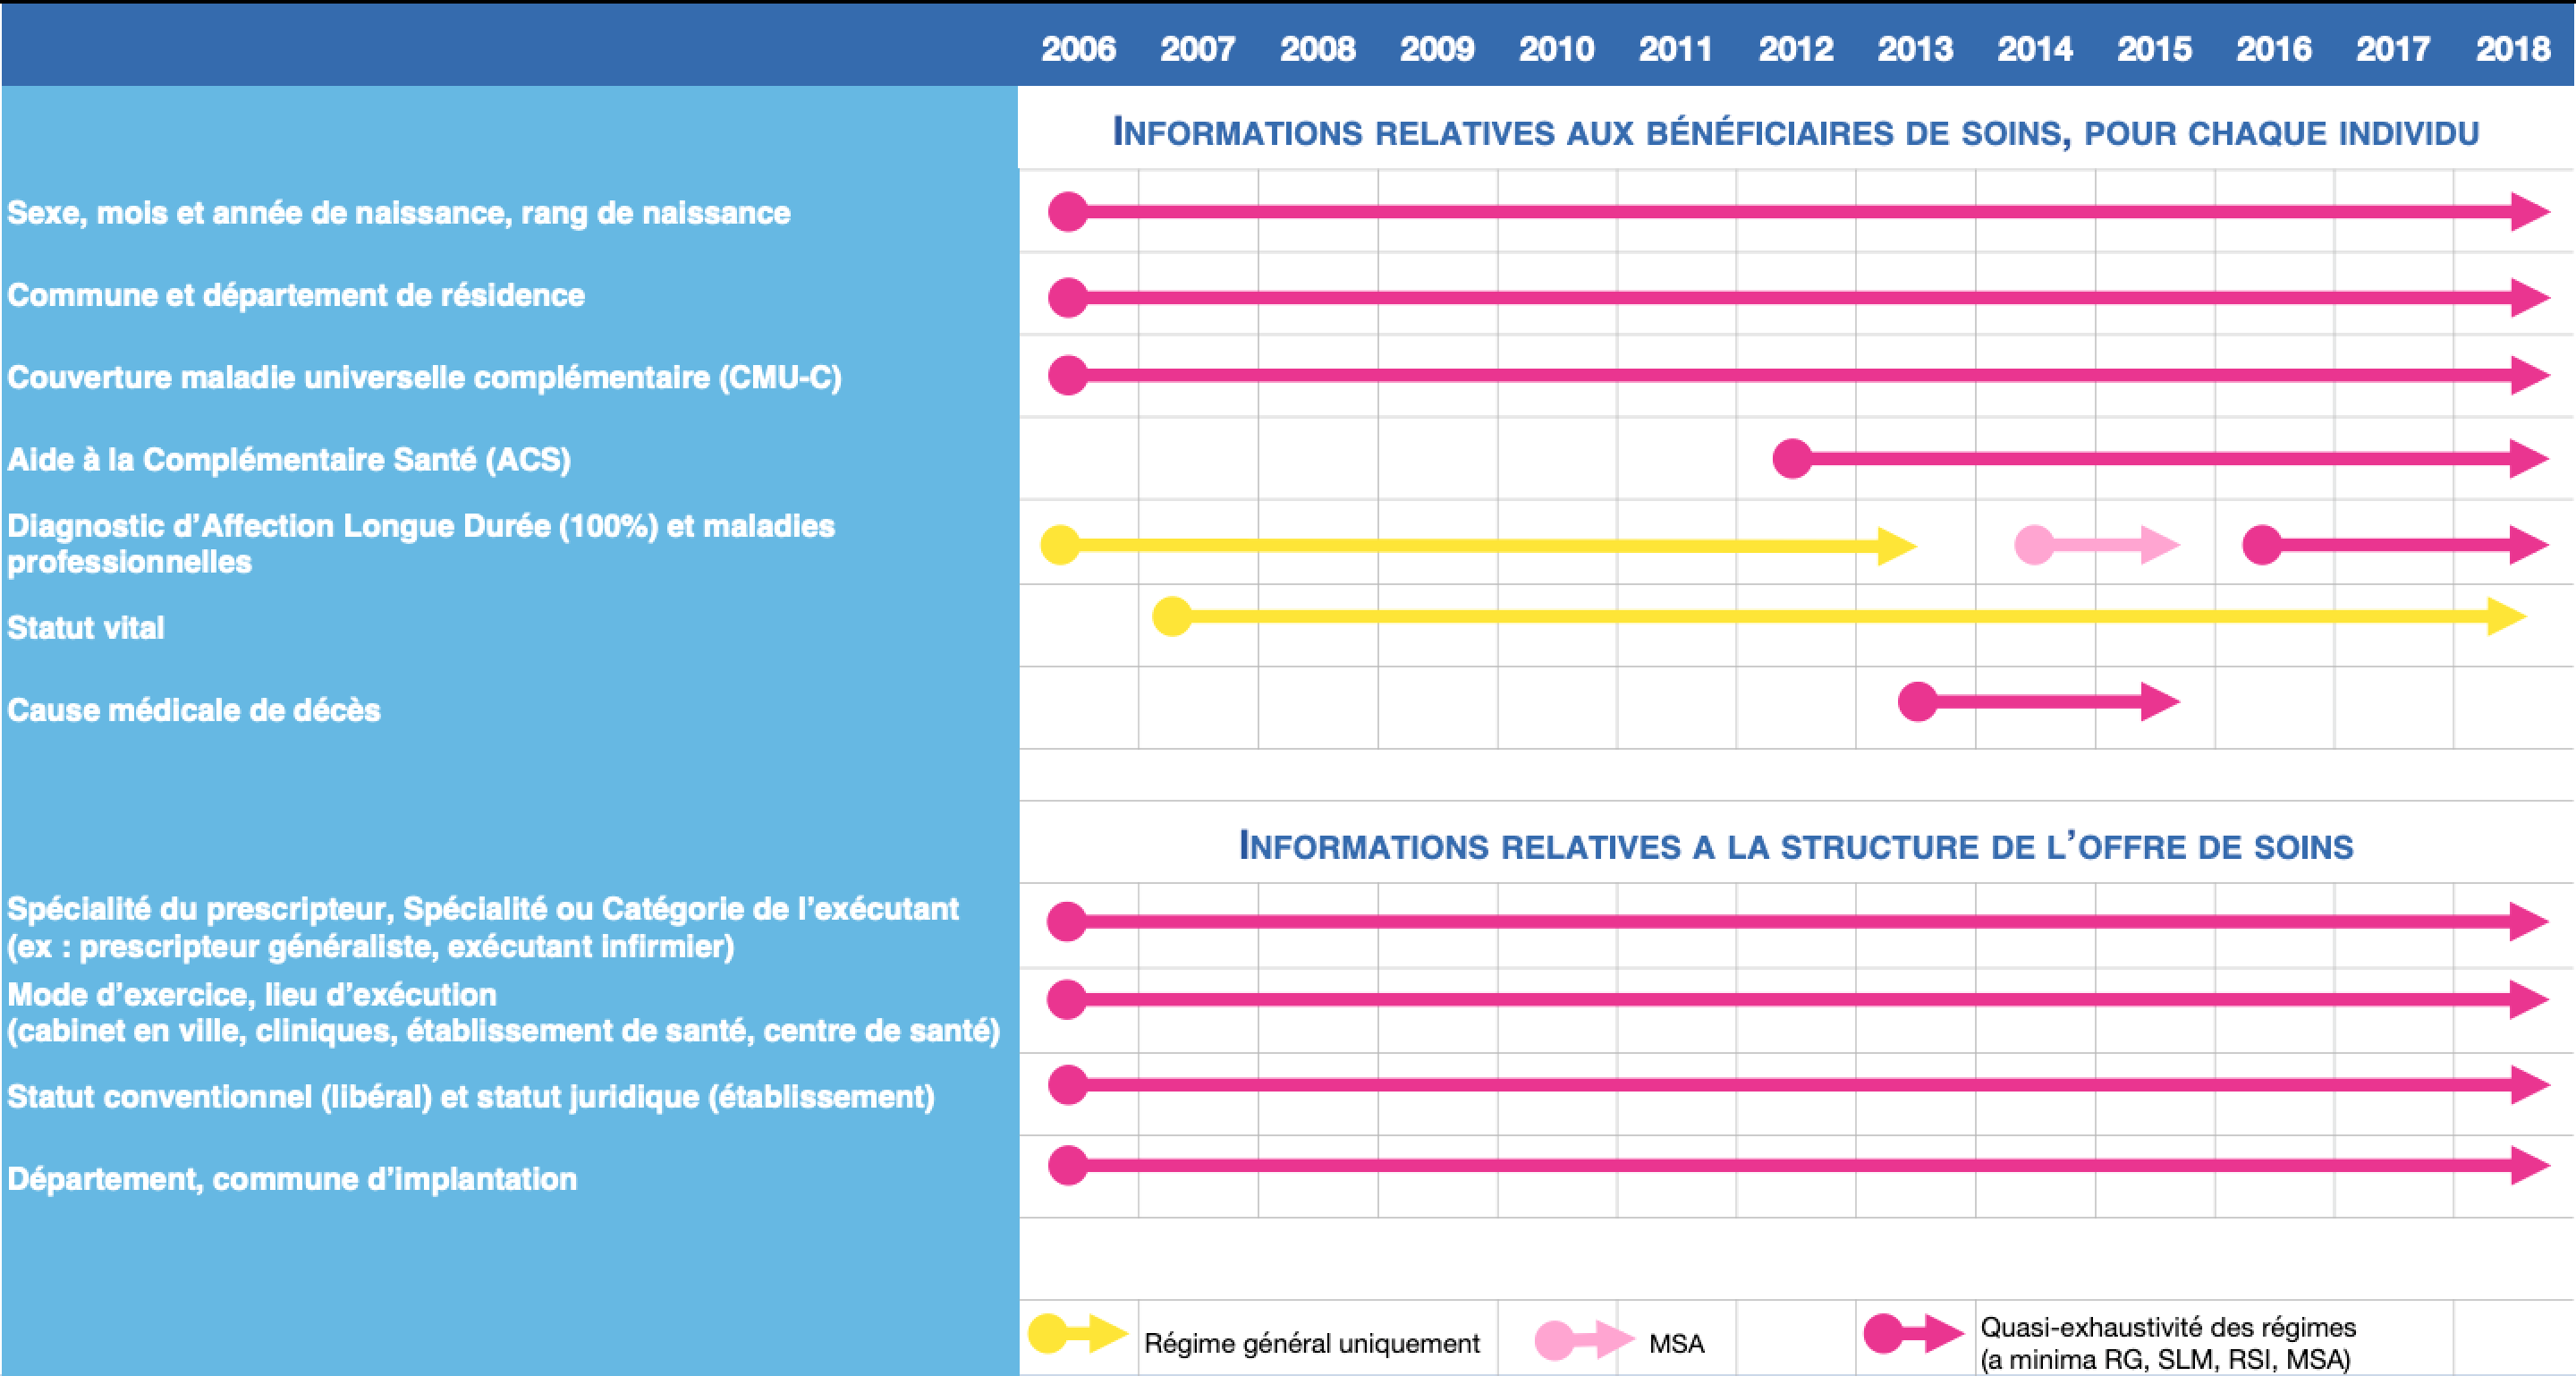 2006 2007 2008 2009 2010 2011 2012 2013 2014 2015 2016 2017 2018
INFORMATIONS RELATIVES AUX BÉNÉFICIAIRES DE SOINS, POUR CHAQUE INDIVIDU
Sexe, mois et année de naissance, rang de naissance
Commune et département de résidence
Couverture maladie universelle complémentaire (CMU-C)
Aide à la Complémentaire Santé (ACS)
Diagnostic d’Affection Longue Durée (100%) et maladies
professionnelles
Statut vital
Cause médicale de décès
INFORMATIONS RELATIVES A LA STRUCTURE DE L’OFFRE DE SOINS
Spécialité du prescripteur, Spécialité ou Catégorie de l’exécutant
(ex : prescripteur généraliste, exécutant infirmier)
Mode d’exercice, lieu d’exécution
(cabinet en ville, cliniques, établissement de santé, centre de santé)
Statut conventionnel (libéral) et statut juridique (établissement)
Département, commune d’implantation
Régime général uniquement
MSA
Quasi-exhaustivité des régimes
(a minima RG, SLM, RSI, MSA)